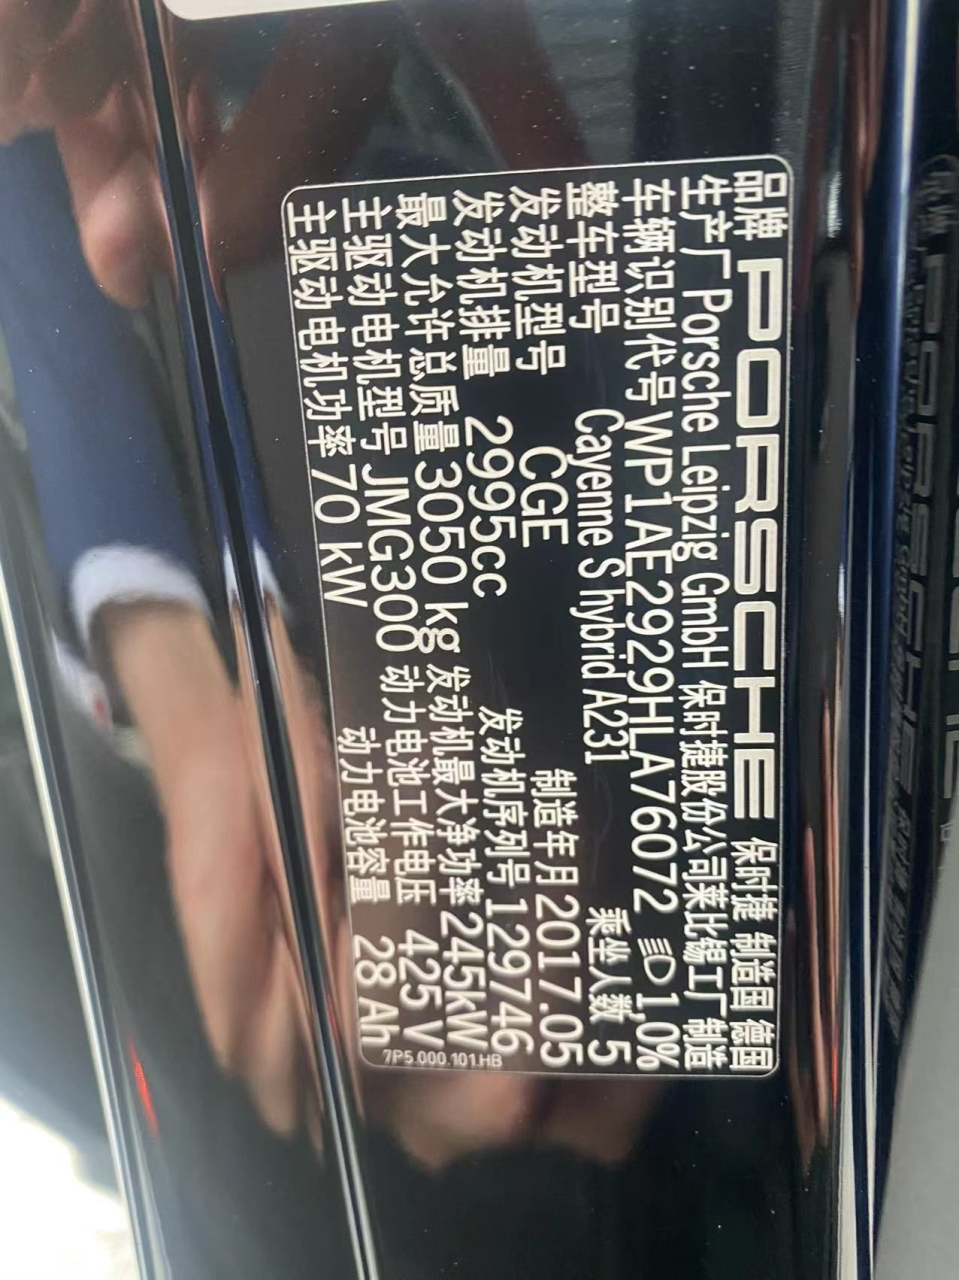 品牌 PORSCHE 保时捷 制造国 德国
生产厂 Porsche Leipzig GmbH 保时捷股份公司莱比锡工厂 制造
车辆识别代号 WP1AE2929HLA76072 1,0%
整车型号 Cayenne S hybrid A231 乘坐人数 5
发动机型号 CGE 制造年月 2017.05
发动机排量 2995cc 发动机序列号 129746
最大允许总质量 3050 kg 发动机最大净功率 245kW
主驱动电机型号 JMG300 动力电池工作电压 425 V
主驱动电机功率 70 kW 动力电池容量 28 Ah
7P5.000.101.HB